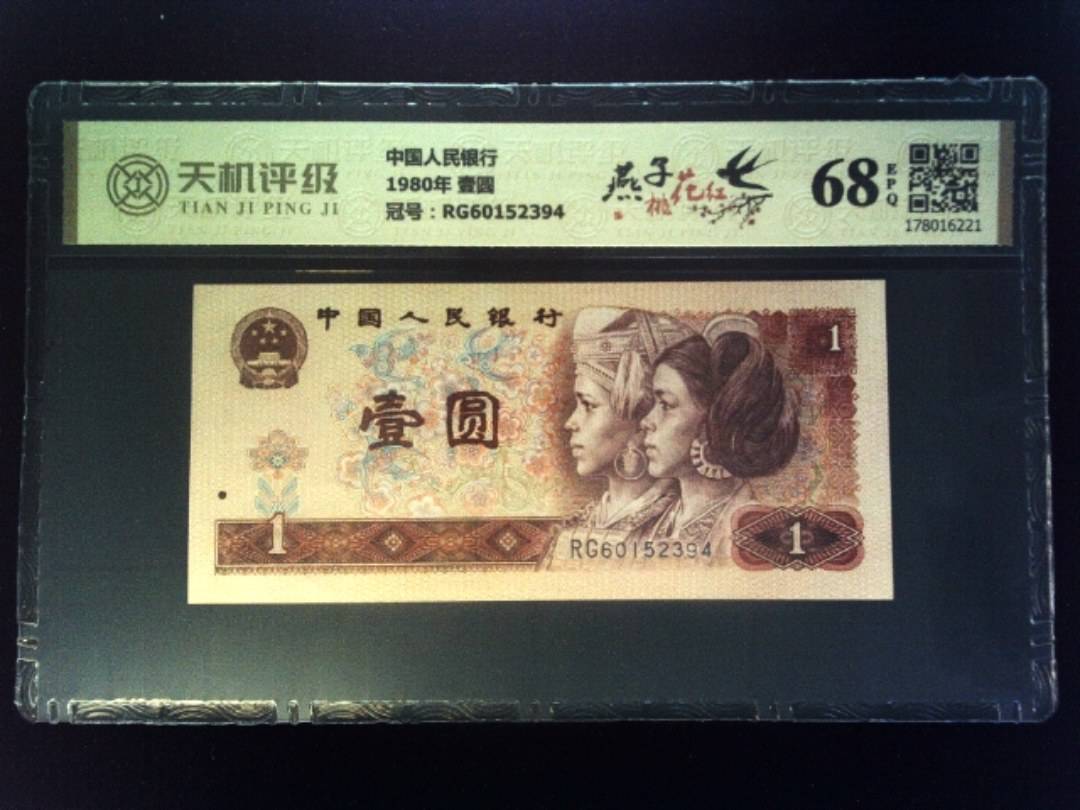 天机评级
TIAN JI PING JI
中国人民银行
1980年 壹圆
冠号：RG60152394
燕子
桃花红
68
EPQ
178016221
中国人民银行
1
壹圆
1
RG60152394
1